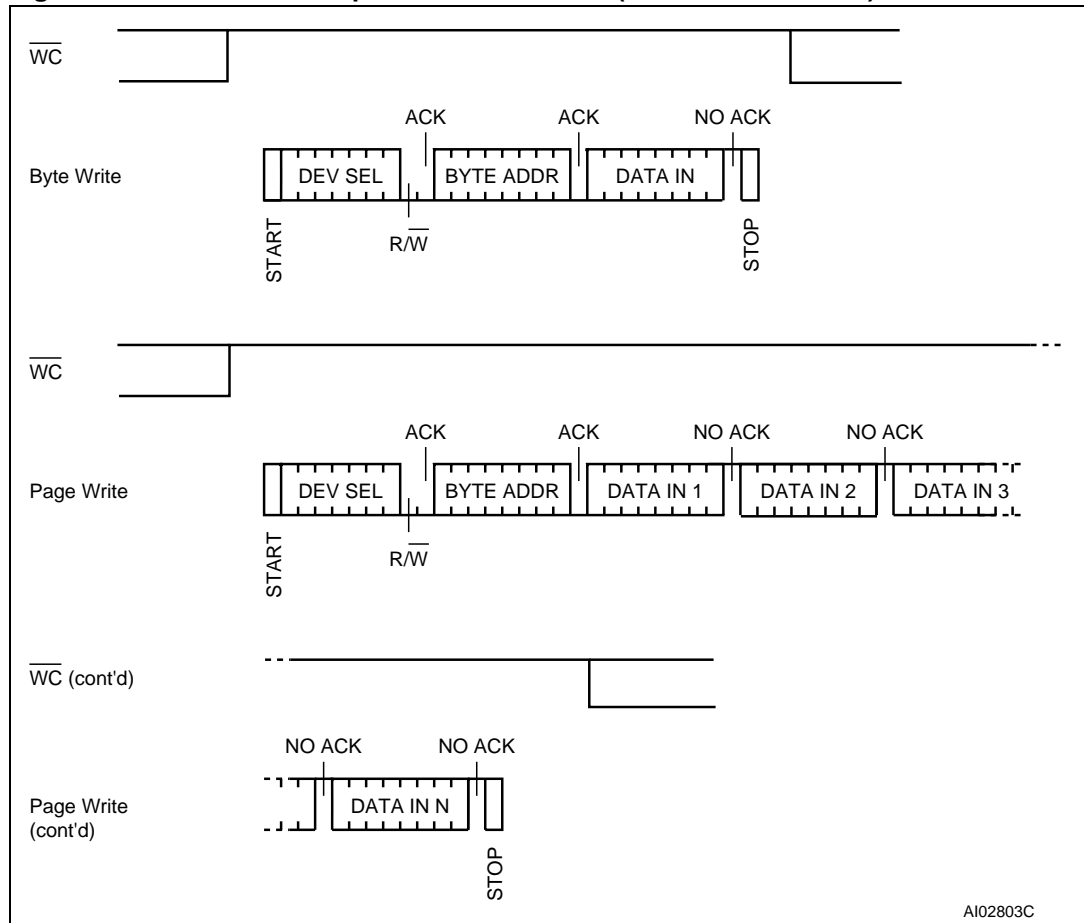 WC
ACK ACK NO ACK
Byte Write DEV SEL BYTE ADDR DATA IN
R/W
START
STOP
WC
ACK ACK NO ACK NO ACK
Page Write DEV SEL BYTE ADDR DATA IN 1 DATA IN 2 DATA IN 3
R/W
START
WC (cont'd)
NO ACK NO ACK
Page Write DATA IN N
(cont'd)
STOP
AI02803C